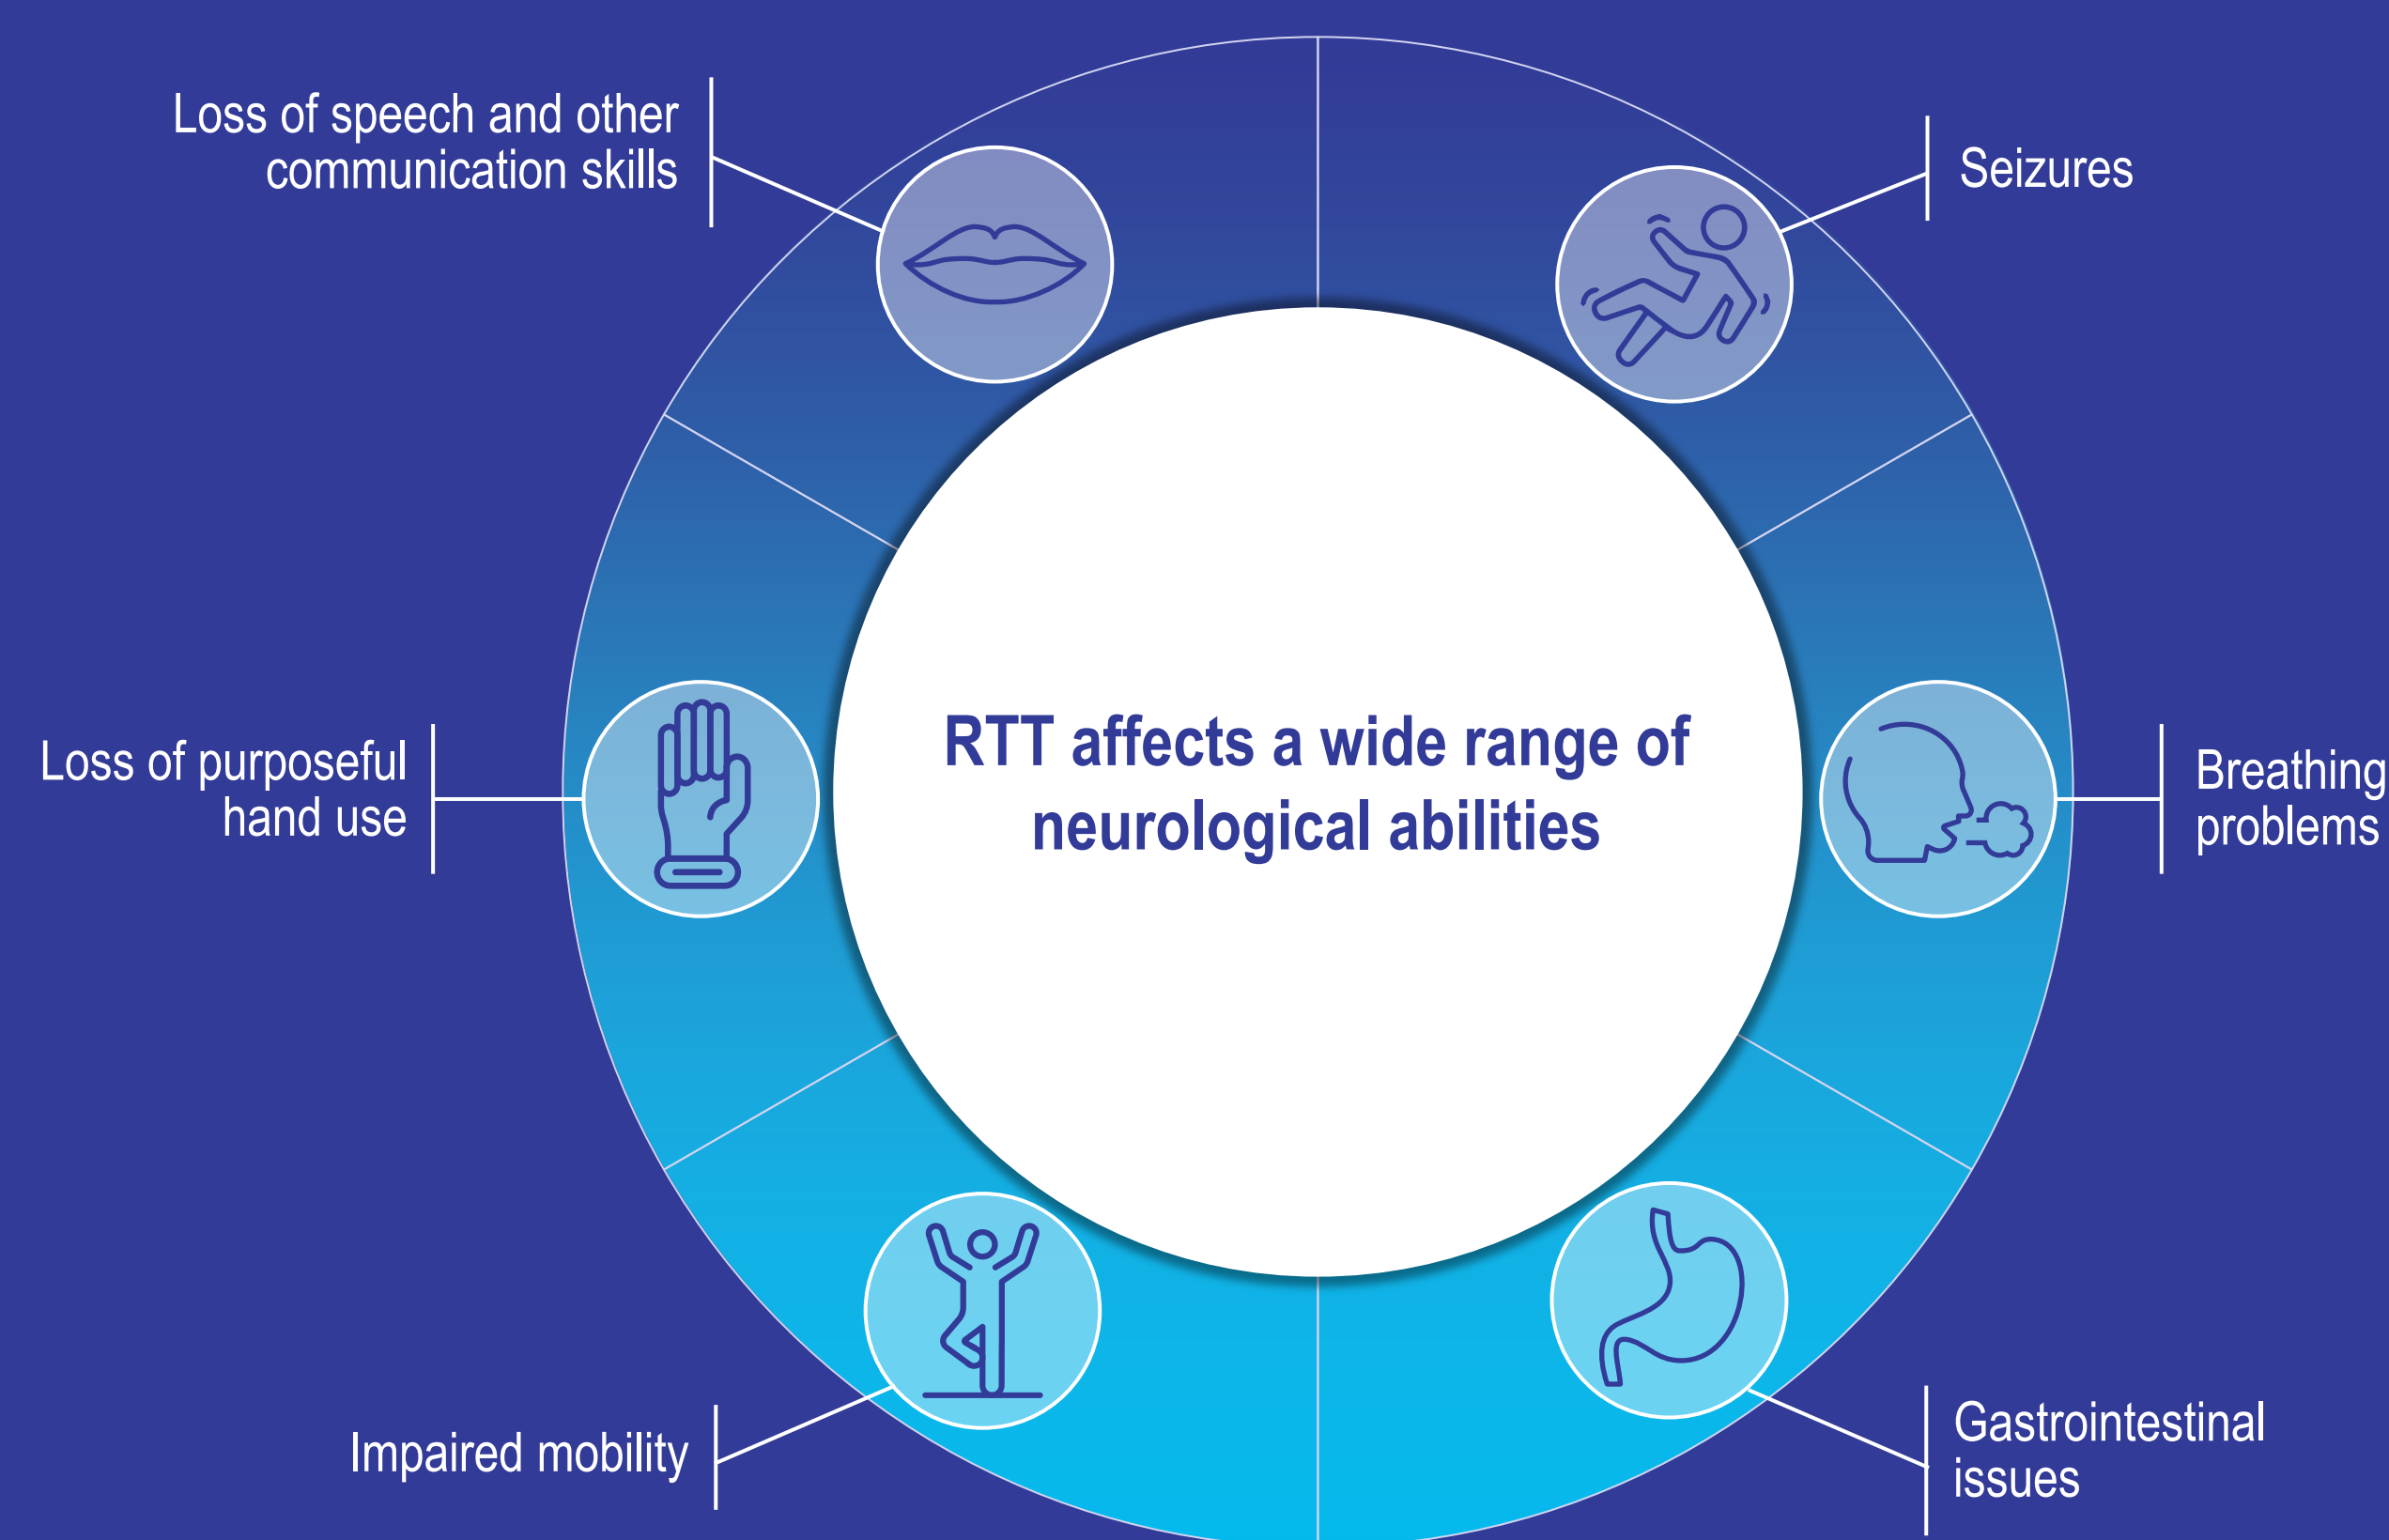 Loss of speech and other
communication skills
Seizures
Loss of purposeful
hand use
RTT affects a wide range of
neurological abilities
Breathing
problems
Impaired mobility
Gastrointestinal
issues